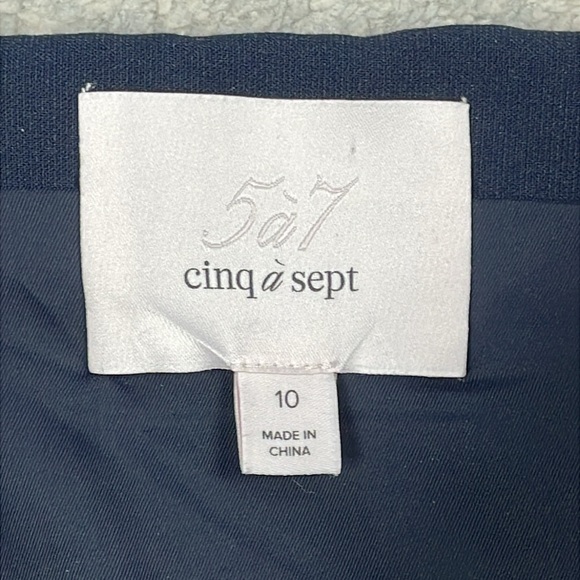 5à7
cinq à sept
10
MADE IN
CHINA